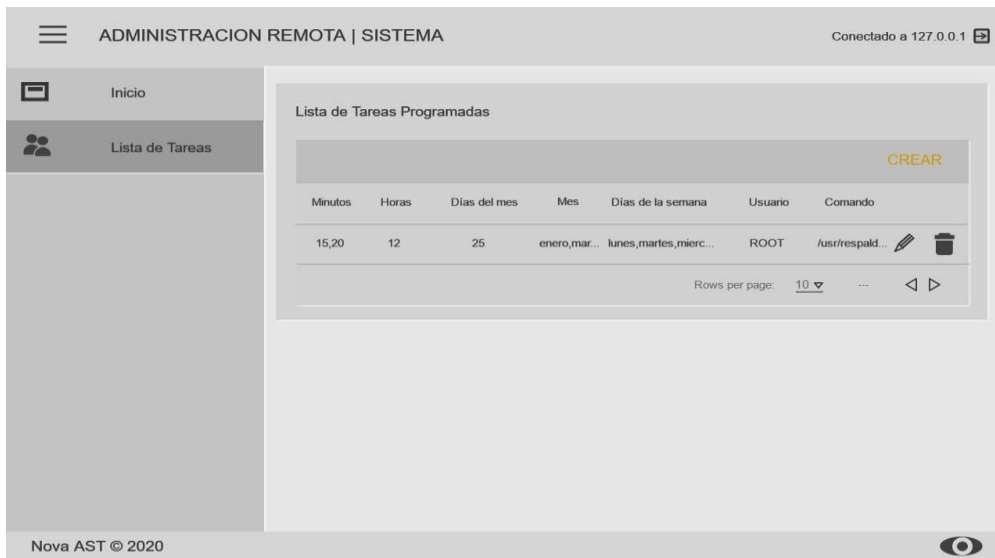 ADMINISTRACION REMOTA | SISTEMA
Conectado a 127.0.0.1
Inicio
Lista de Tareas
Lista de Tareas Programadas
CREAR
Minutos Horas Días del mes Mes Días de la semana Usuario Comando
15,20 12 25 enero,mar... lunes,martes,mierc... ROOT /usr/respald...
Rows per page: 10 ---
Nova AST © 2020